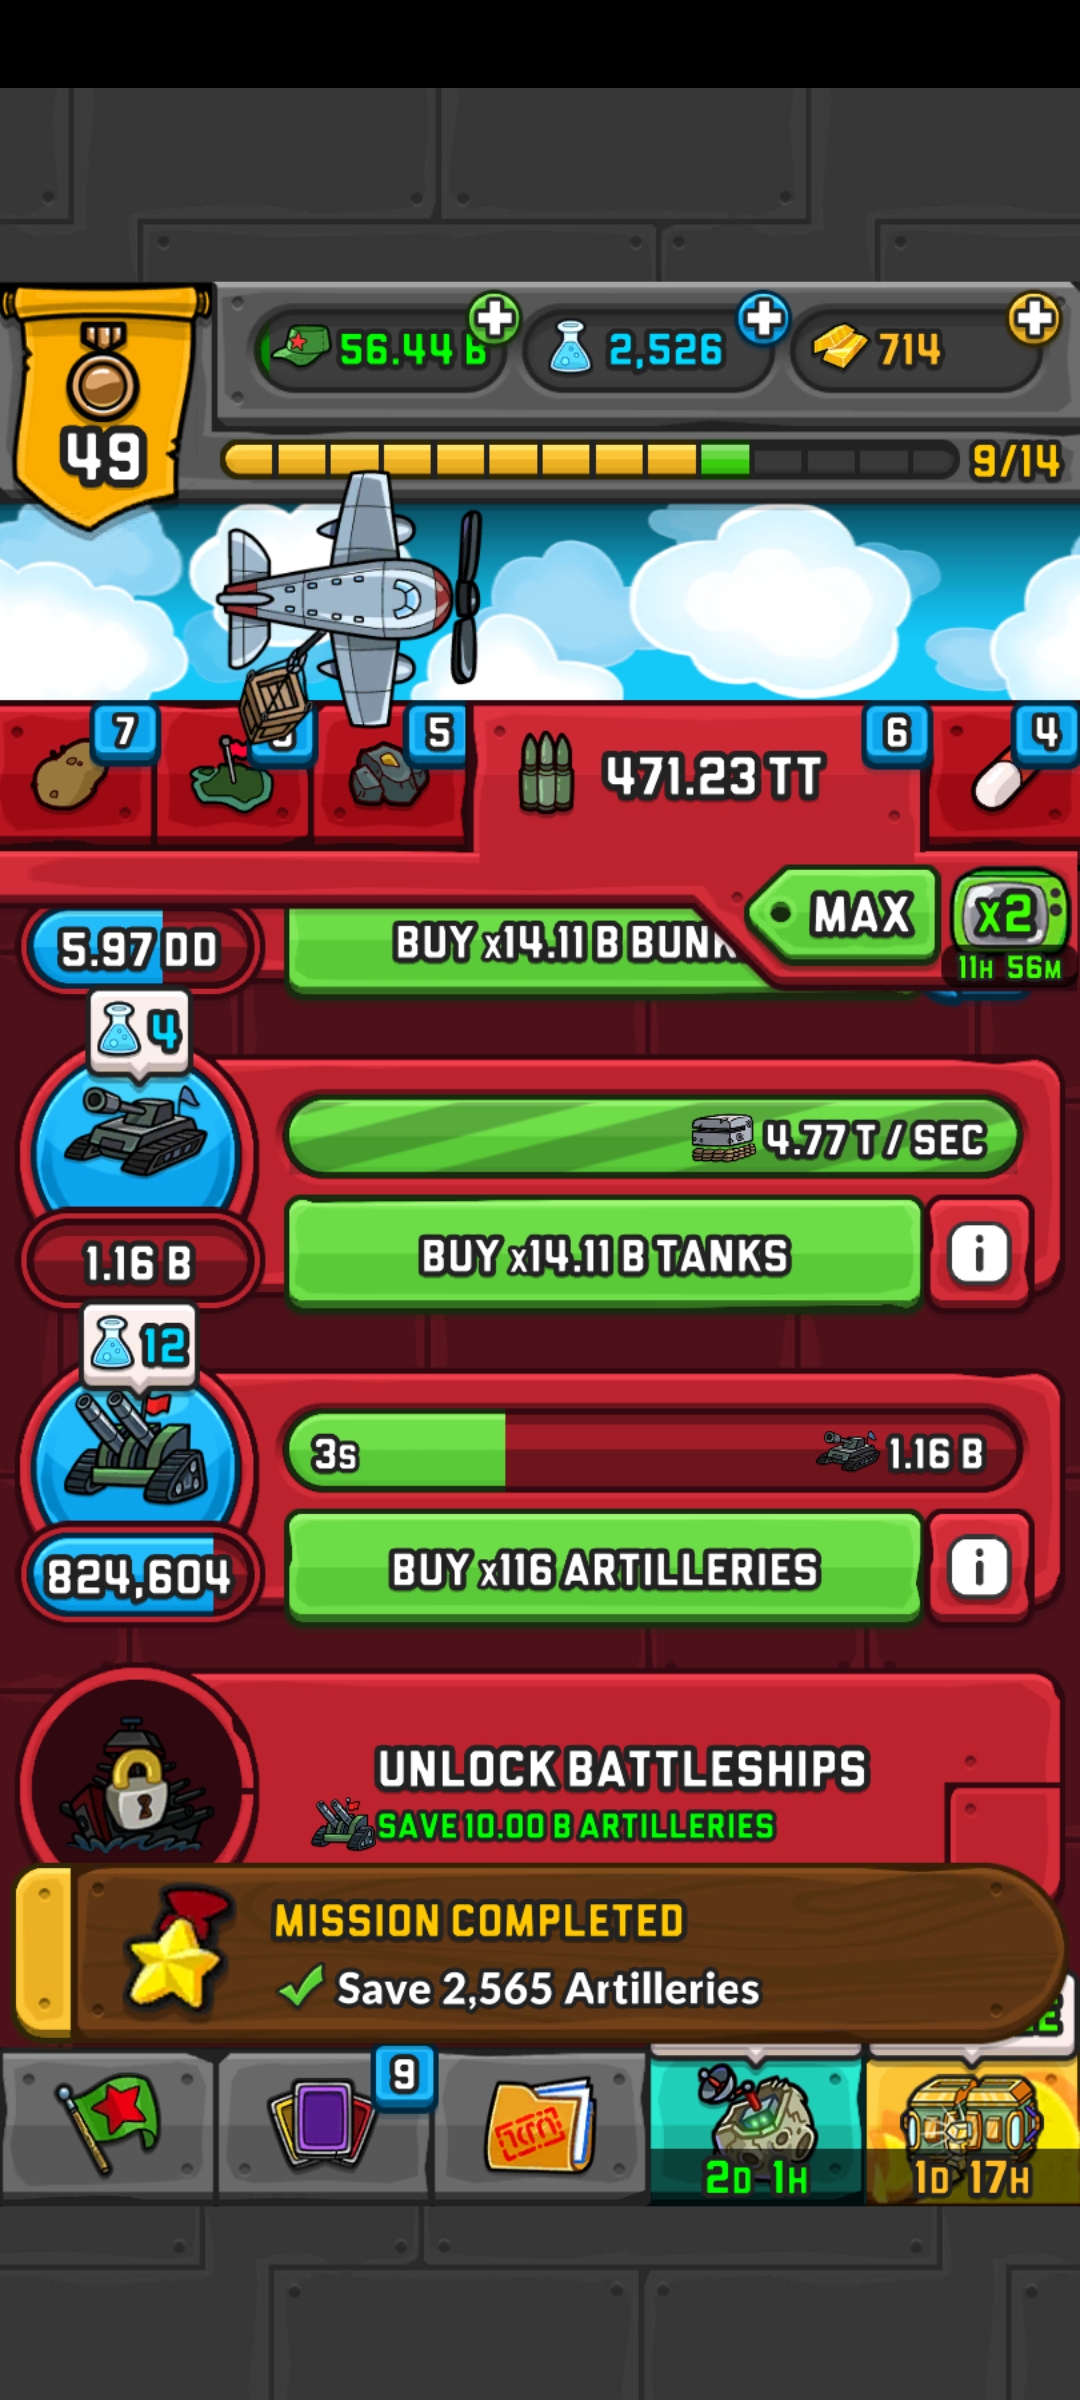 56.44 B
2,526
714
49
9/14
7
5
471.23 TT
6
4
MAX
x2
11H 56M
5.97 DD
BUY x14.11 B BUNK
4
4.77 T / SEC
1.16 B
BUY x14.11 B TANKS
i
12
3s
1.16 B
824,604
BUY x116 ARTILLERIES
i
UNLOCK BATTLESHIPS
SAVE 10.00 B ARTILLERIES
MISSION COMPLETED
Save 2,565 Artilleries
9
2D 1H
1D 17H